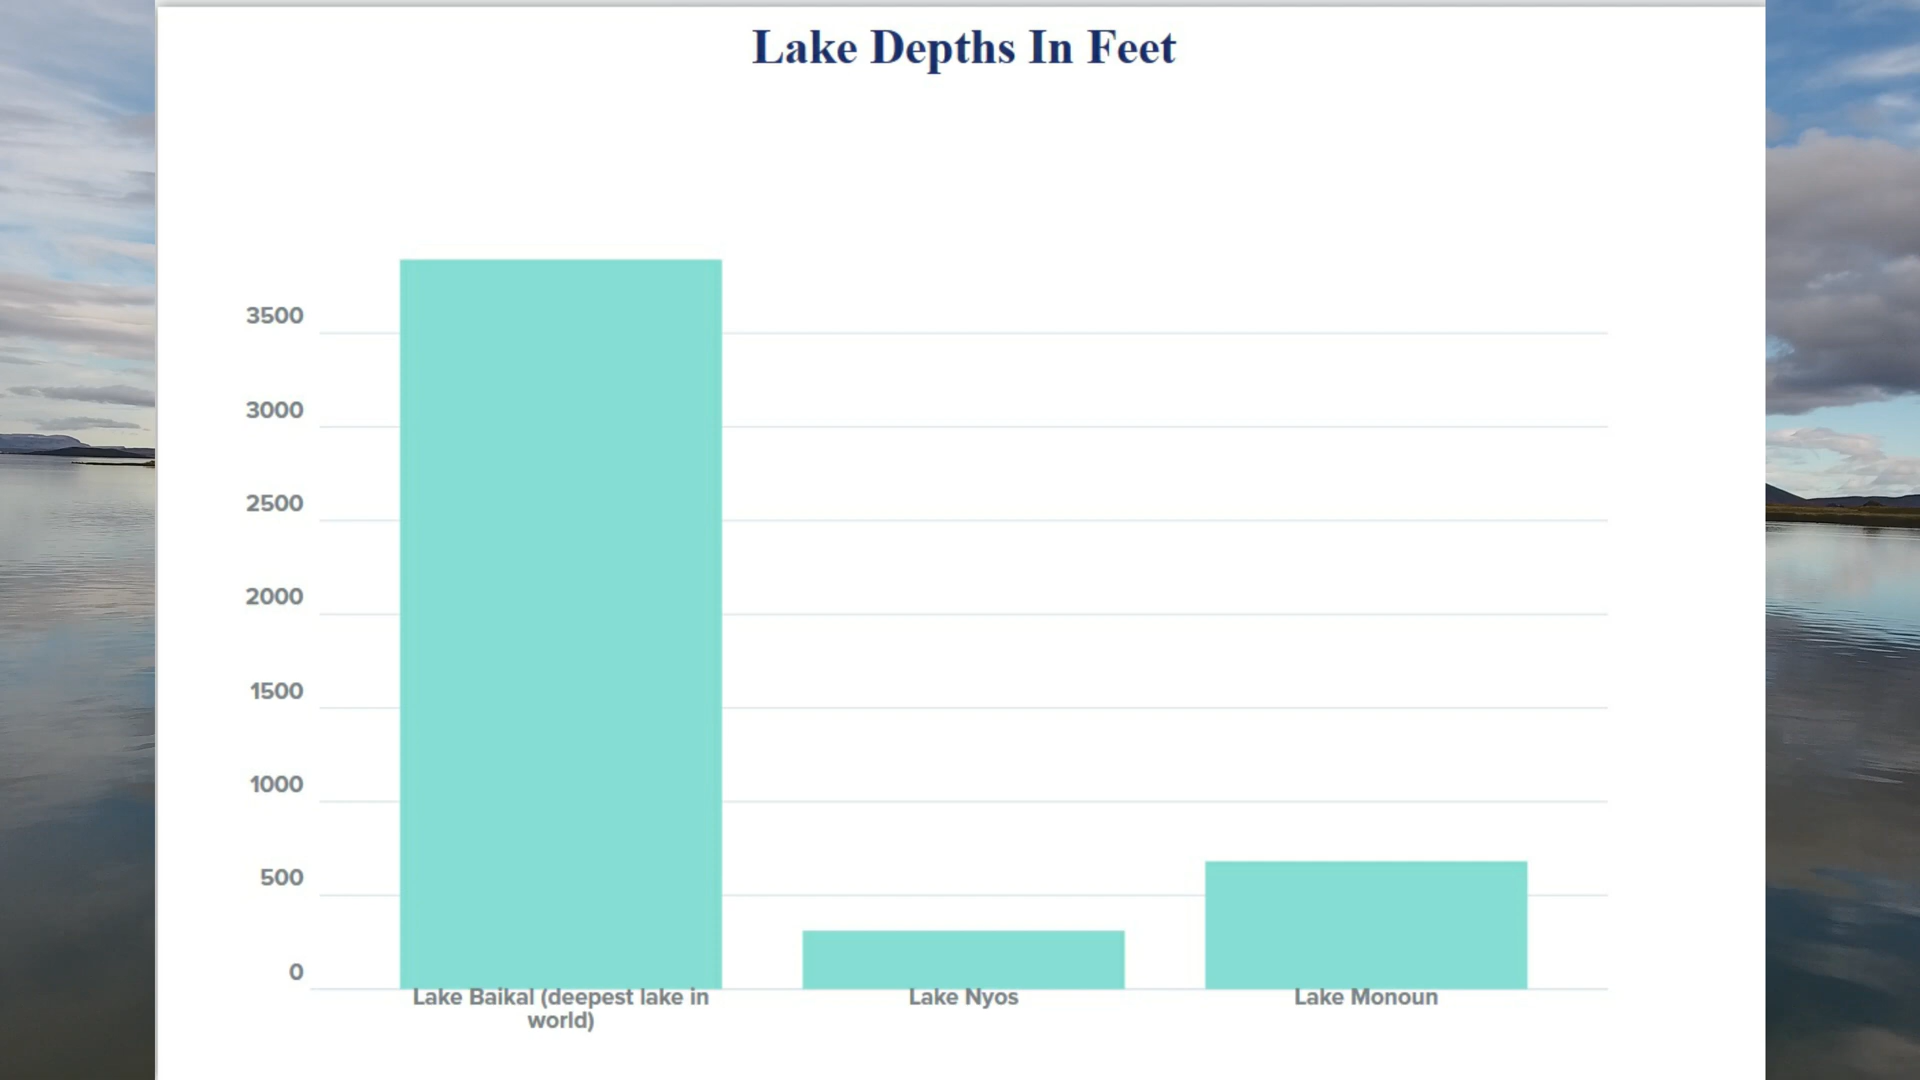 Lake Depths In Feet
3500
3000
2500
2000
1500
1000
500
0
Lake Baikal (deepest lake in
world)
Lake Nyos
Lake Monoun